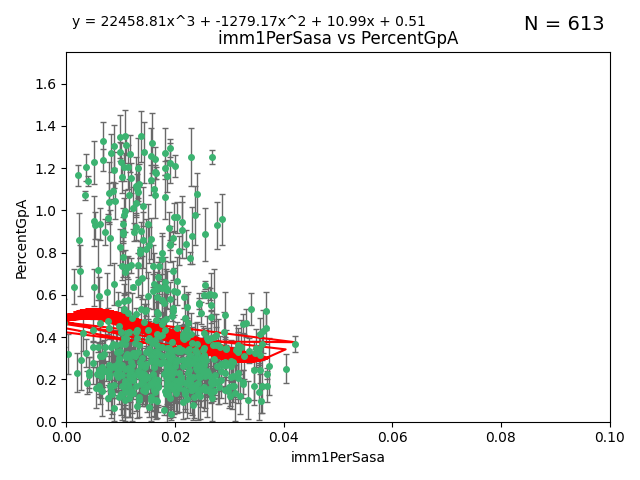 y = 22458.81x^3 + -1279.17x^2 + 10.99x + 0.51
N = 613
imm1PerSasa vs PercentGpA
1.6
1.4
1.2
1.0
0.8
0.6
0.4
0.2
0.0
PercentGpA
0.00 0.02 0.04 0.06 0.08 0.10
imm1PerSasa